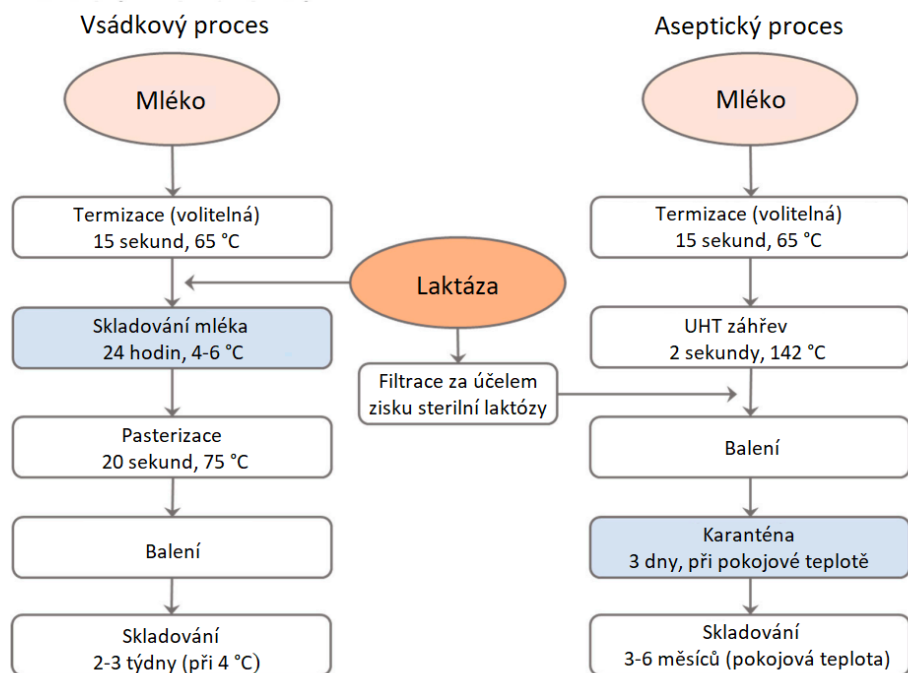 Vsádkový proces
Mléko
Termizace (volitelná)
15 sekund, 65 °C
Skladování mléka
24 hodin, 4-6 °C
Pasterizace
20 sekund, 75 °C
Balení
Skladování
2-3 týdny (při 4 °C)
Laktáza
Filtrace za účelem
zisku sterilní laktózy
Aseptický proces
Mléko
Termizace (volitelná)
15 sekund, 65 °C
UHT záhřev
2 sekundy, 142 °C
Balení
Karanténa
3 dny, při pokojové teplotě
Skladování
3-6 měsíců (pokojová teplota)